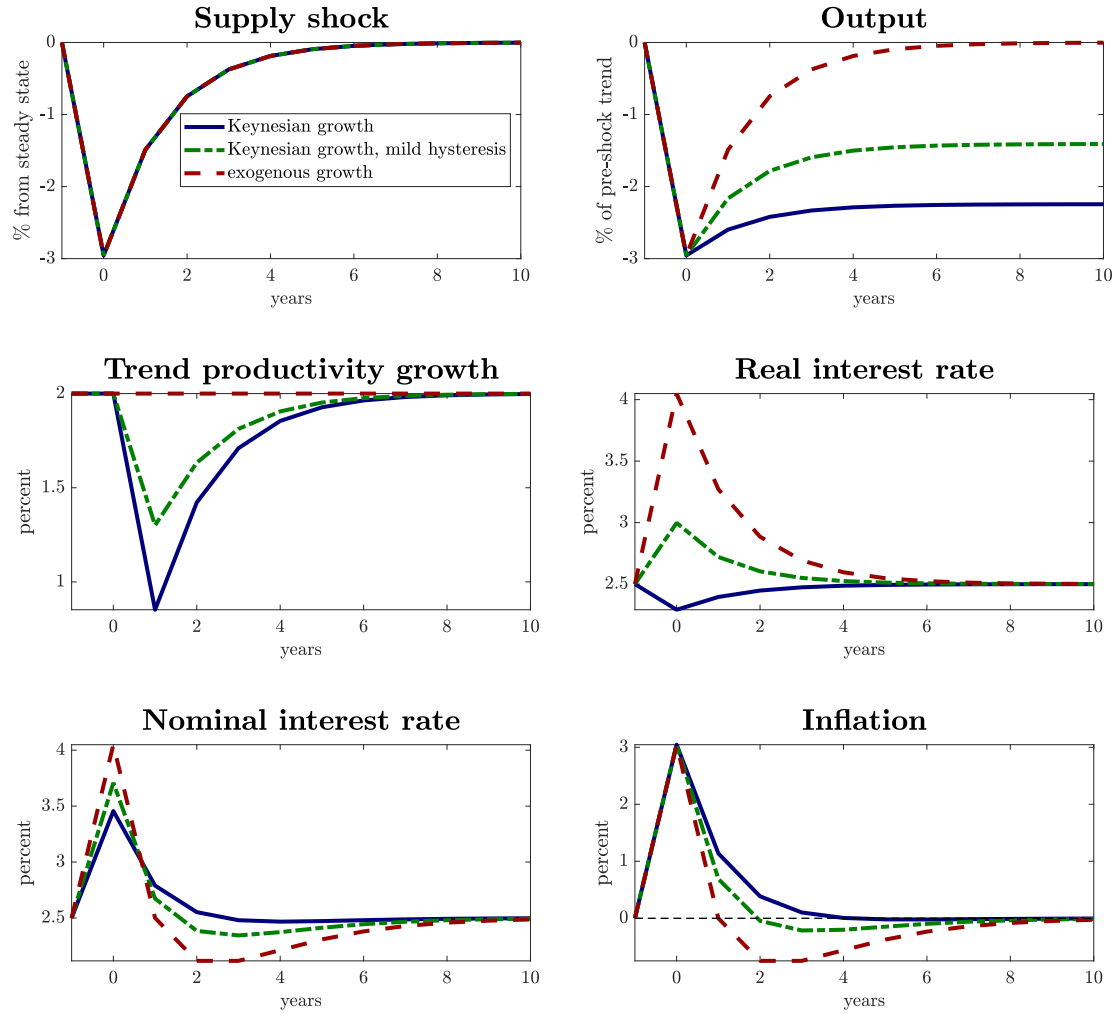 Supply shock
% from steady state
0
-1
-2
-3
Keynesian growth
Keynesian growth, mild hysteresis
exogenous growth
0 2 4 6 8 10
years
Output
% of pre-shock trend
0
-1
-2
-3
0 2 4 6 8 10
years
Trend productivity growth
percent
2
1.5
1
0 2 4 6 8 10
years
Real interest rate
percent
4
3.5
3
2.5
0 2 4 6 8 10
years
Nominal interest rate
percent
4
3.5
3
2.5
0 2 4 6 8 10
years
Inflation
percent
3
2
1
0
0 2 4 6 8 10
years